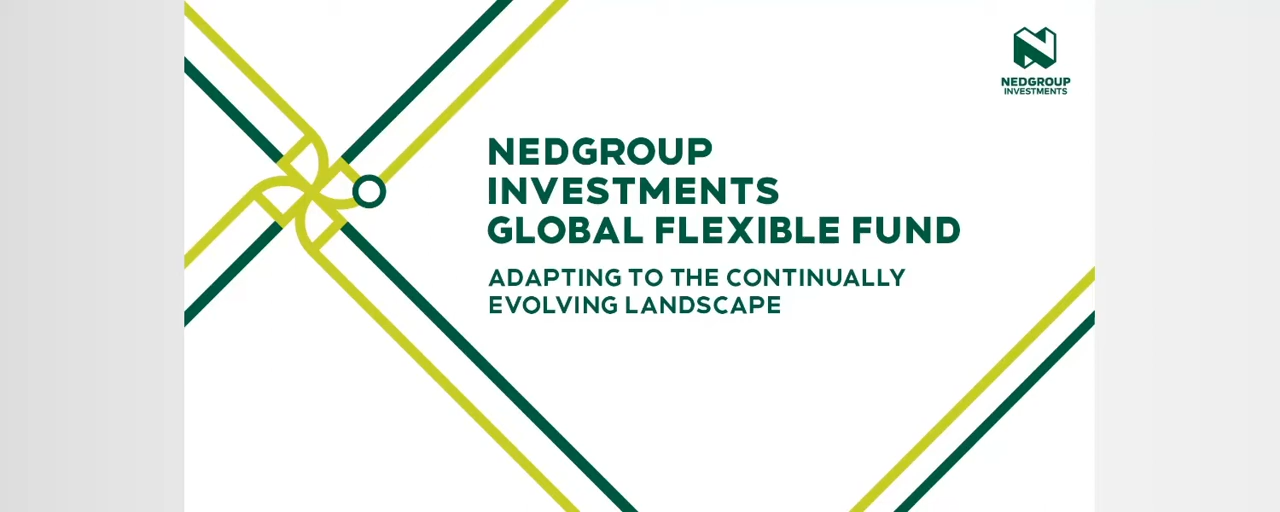 NEDGROUP
INVESTMENTS
NEDGROUP
INVESTMENTS
GLOBAL FLEXIBLE FUND
ADAPTING TO THE CONTINUALLY
EVOLVING LANDSCAPE